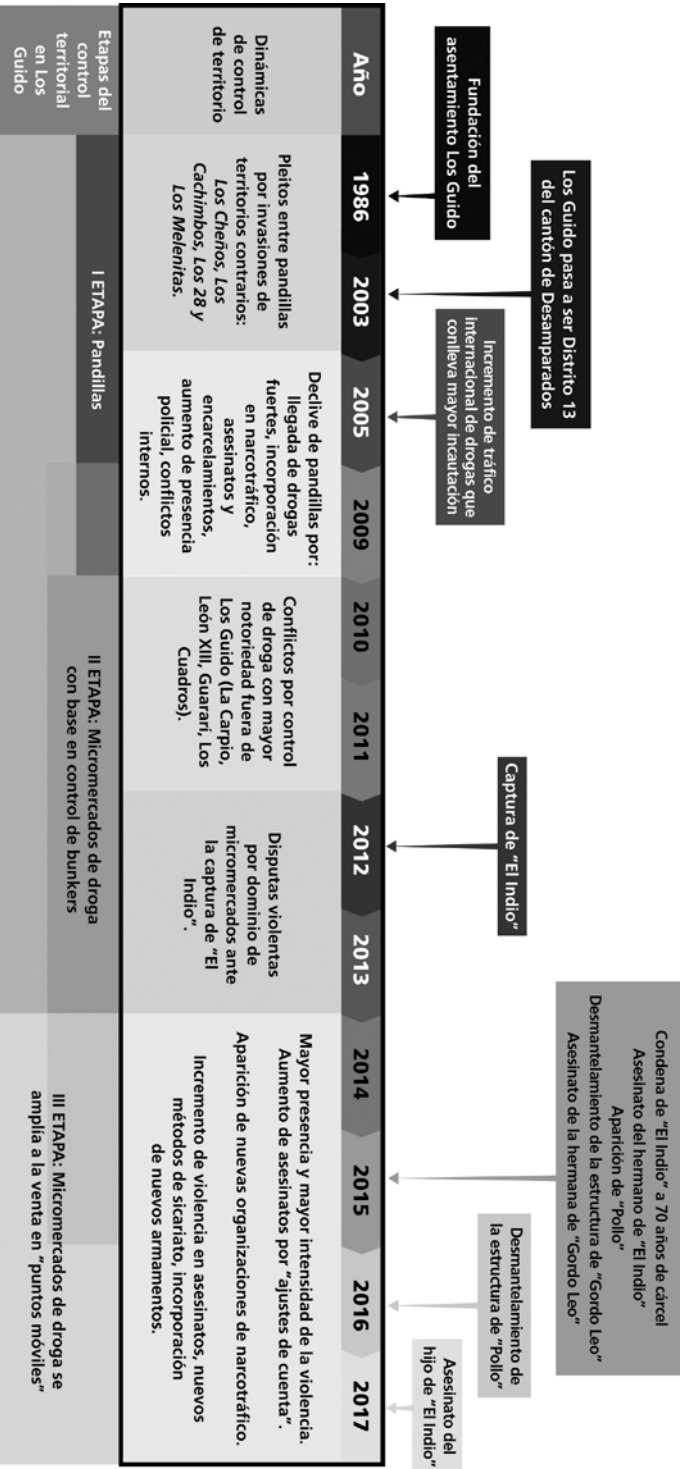 Condena de "El Indio" a 70 años de cárcel
Asesinato del hermano de "El Indio"
Aparición de "Pollo"
Desmantelamiento de la estructura de "Gordo Leo"
Asesinato de la hermana de "Gordo Leo"
Los Guido pasa a ser Distrito 13
del cantón de Desamparados
Captura de "El Indio"
Desmantelamiento de
la estructura de "Pollo"
Fundación del
asentamiento Los Guido
Incremento de tráfico
internacional de drogas que
conlleva mayor incautación
Asesinato del
hijo de "El Indio"
Año
1986
2003
2005
2009
2010
2011
2012
2013
2014
2015
2016
2017
Dinámicas
de control
de territorio
Pleitos entre pandillas
por invasiones de
territorios contrarios:
Los Cheños, Los
Cachimbos, Los 28 y
Los Melenitas.
Declive de pandillas por:
llegada de drogas
fuertes, incorporación
en narcotráfico,
asesinatos y
encarcelamientos,
aumento de presencia
policial, conflictos
internos.
Conflictos por control
de droga con mayor
notoriedad fuera de
Los Guido (La Carpio,
León XIII, Guararí, Los
Cuadros).
Disputas violentas
por dominio de
micromercados ante
la captura de "El
Indio".
Mayor presencia y mayor intensidad de la violencia.
Aumento de asesinatos por "ajustes de cuenta".
Aparición de nuevas organizaciones de narcotráfico.
Incremento de violencia en asesinatos, nuevos
métodos de sicariato, incorporación
de nuevos armamentos.
Etapas del
control
territorial
en Los
Guido
I ETAPA: Pandillas
II ETAPA: Micromercados de droga
con base en control de bunkers
III ETAPA: Micromercados de droga se
amplía a la venta en "puntos móviles"